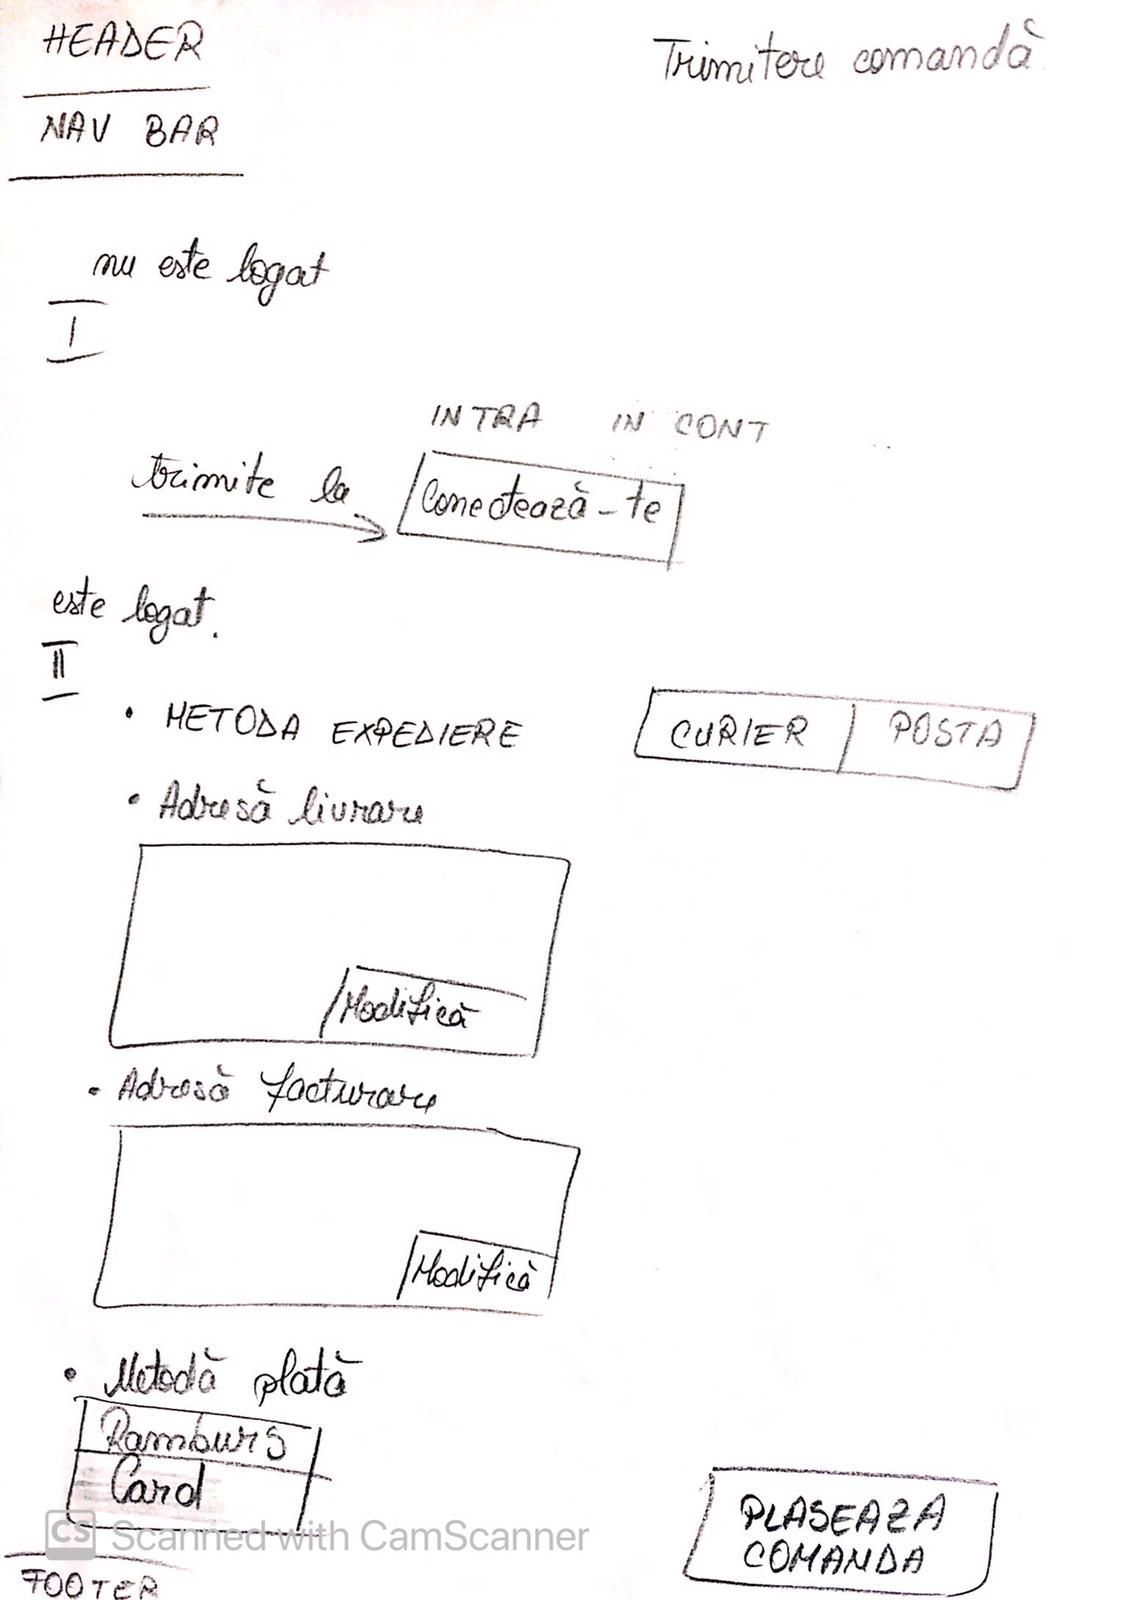 HEADER
Trimitere comandă
NAV BAR
nu este logat
I
INTRA IN CONT
trimite la
Conectează-te
este logat.
II
• METODA EXPEDIERE
CURIER
POSTA
• Adresă livrare
Modifică
• Adresă facturare
Modifică
• Metodă plată
Ramburs
Card
PLASEAZA
COMANDA
CS Scanned with CamScanner
FOOTER